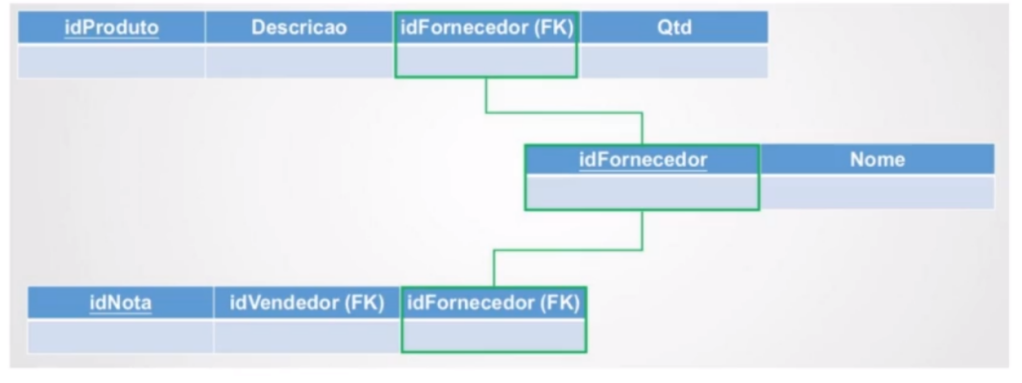 idProduto Descricao idFornecedor (FK) Qtd
idFornecedor Nome
idNota idVendedor (FK) idFornecedor (FK)